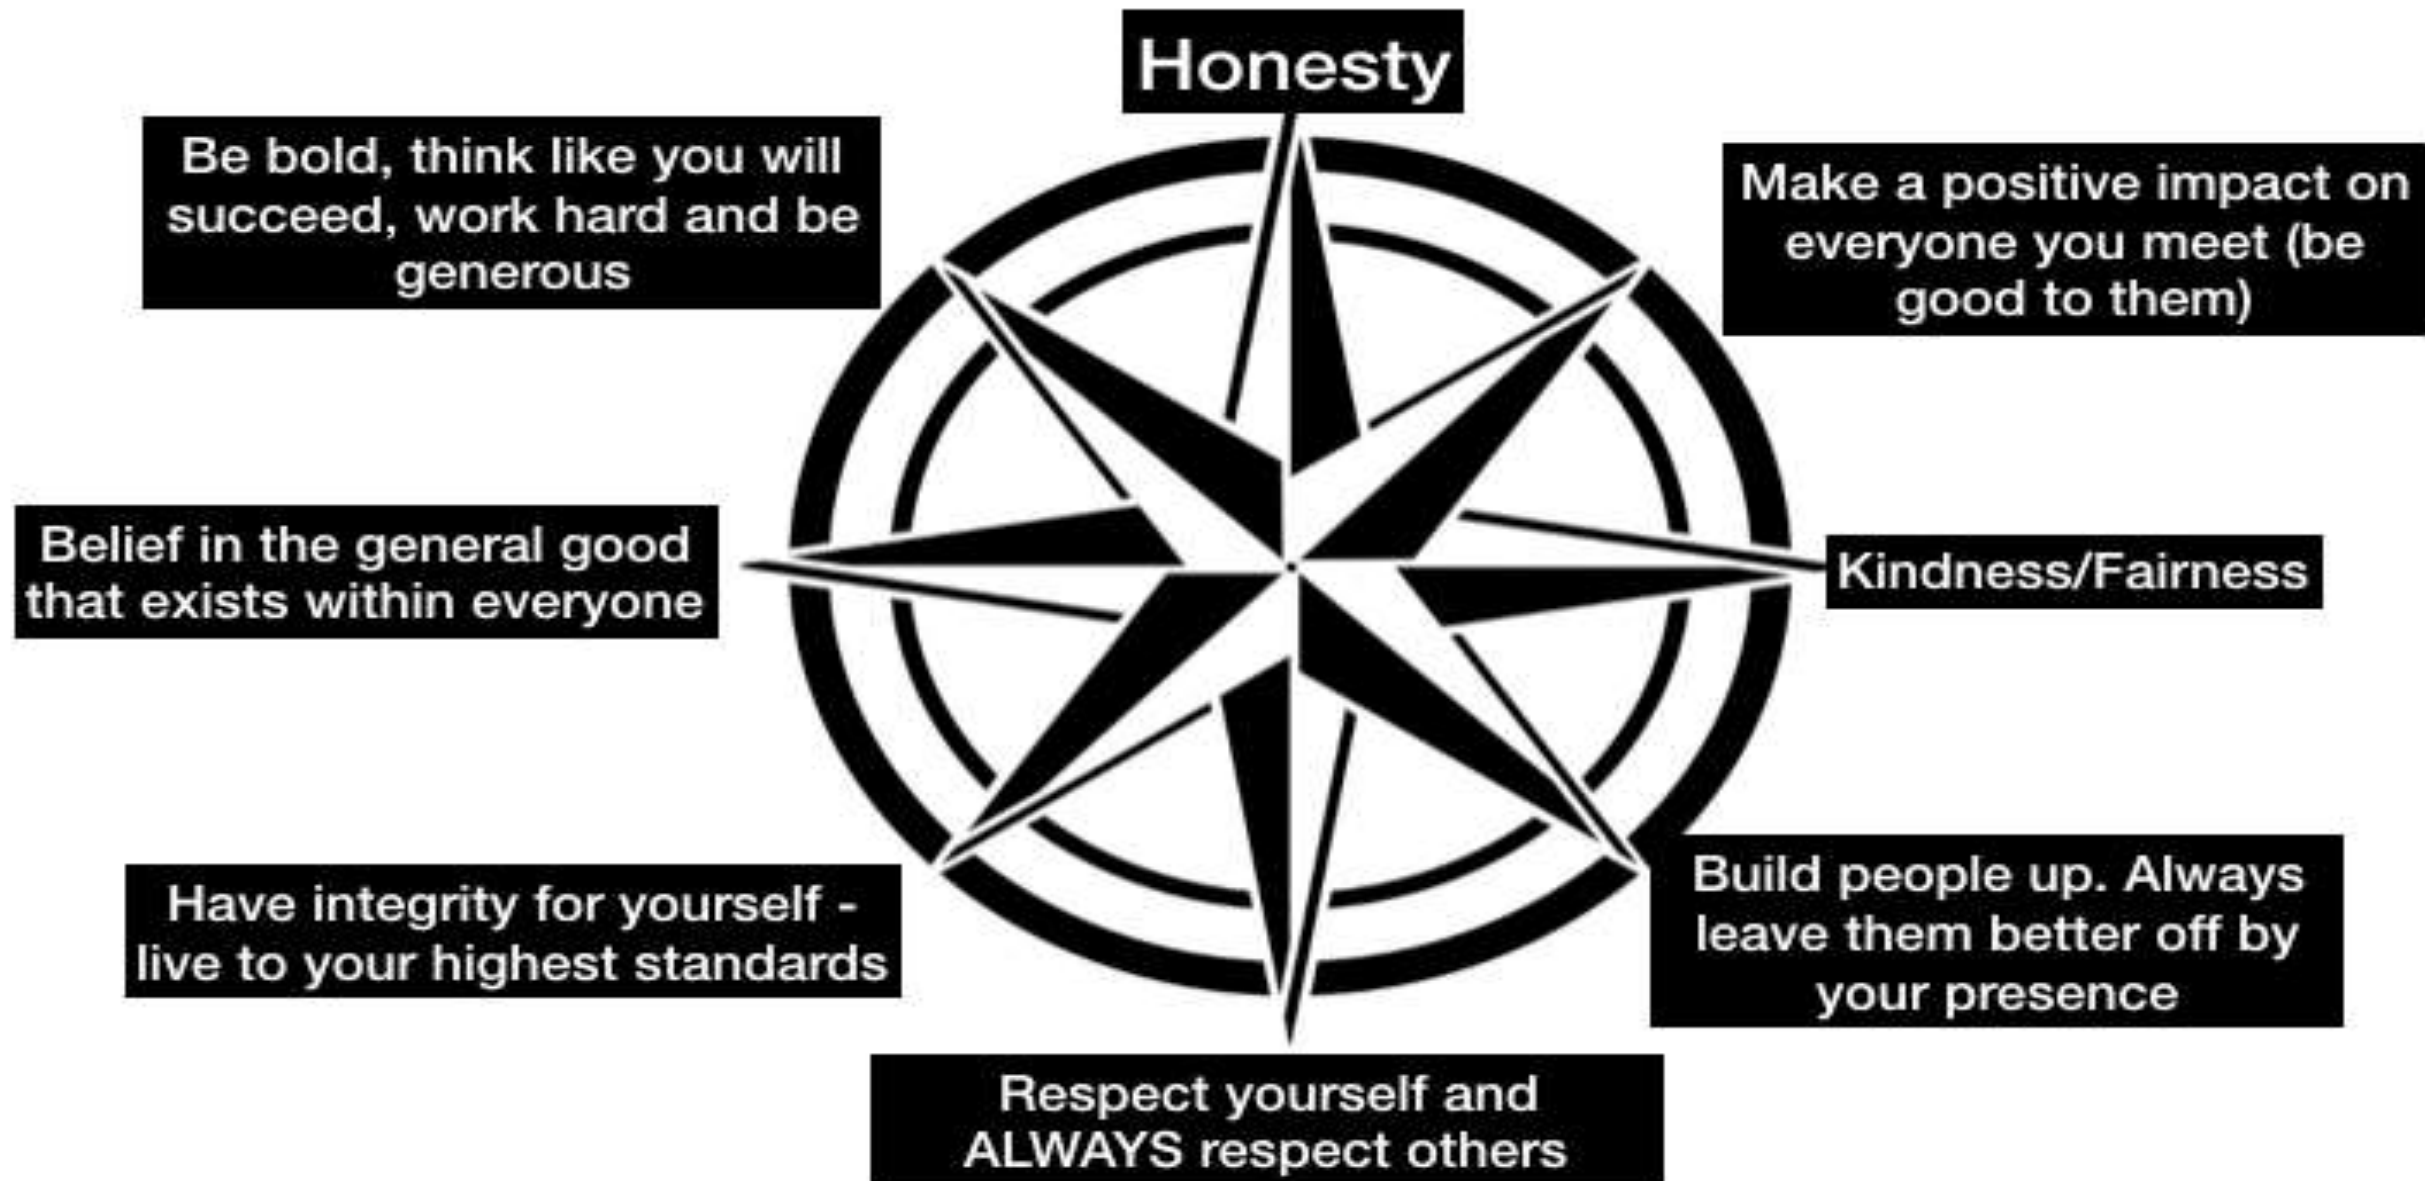 Honesty
Be bold, think like you will
succeed, work hard and be
generous
Make a positive impact on
everyone you meet (be
good to them)
Belief in the general good
that exists within everyone
Kindness/Fairness
Have integrity for yourself -
live to your highest standards
Build people up. Always
leave them better off by
your presence
Respect yourself and
ALWAYS respect others